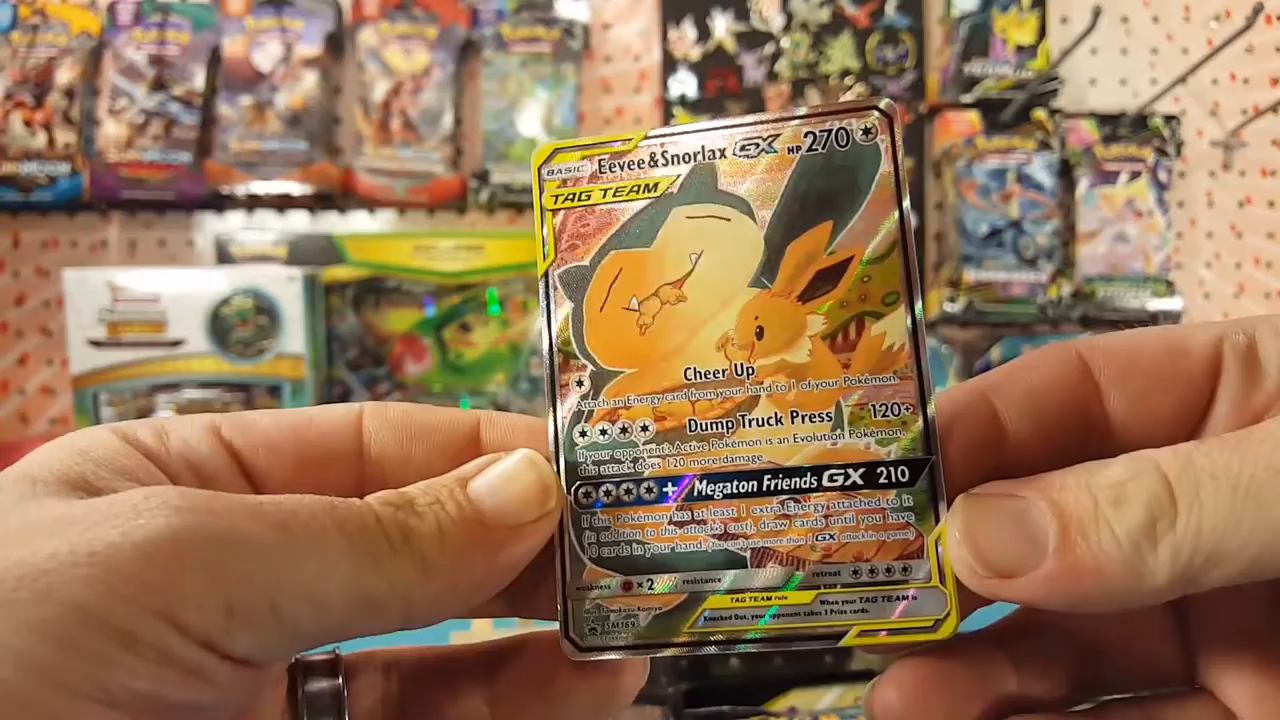 BASIC Eevee&Snorlax GX HP 270
TAG TEAM
Cheer Up
Attach an Energy card from your hand to 1 of your Pokémon.
Dump Truck Press 120+
If your opponent's Active Pokémon is an Evolution Pokémon,
this attack does 120 more damage.
+ Megaton Friends GX 210
If this Pokémon has at least 1 extra Energy attached to it
(in addition to this attack's cost), draw cards until you have
10 cards in your hand. (You can't use more than 1 GX attack in a game.)
weakness ×2 resistance retreat
TAG TEAM rule When your TAG TEAM is
Knocked Out, your opponent takes 3 Prize cards.
Illus. Tomokazu Komiya
SM169